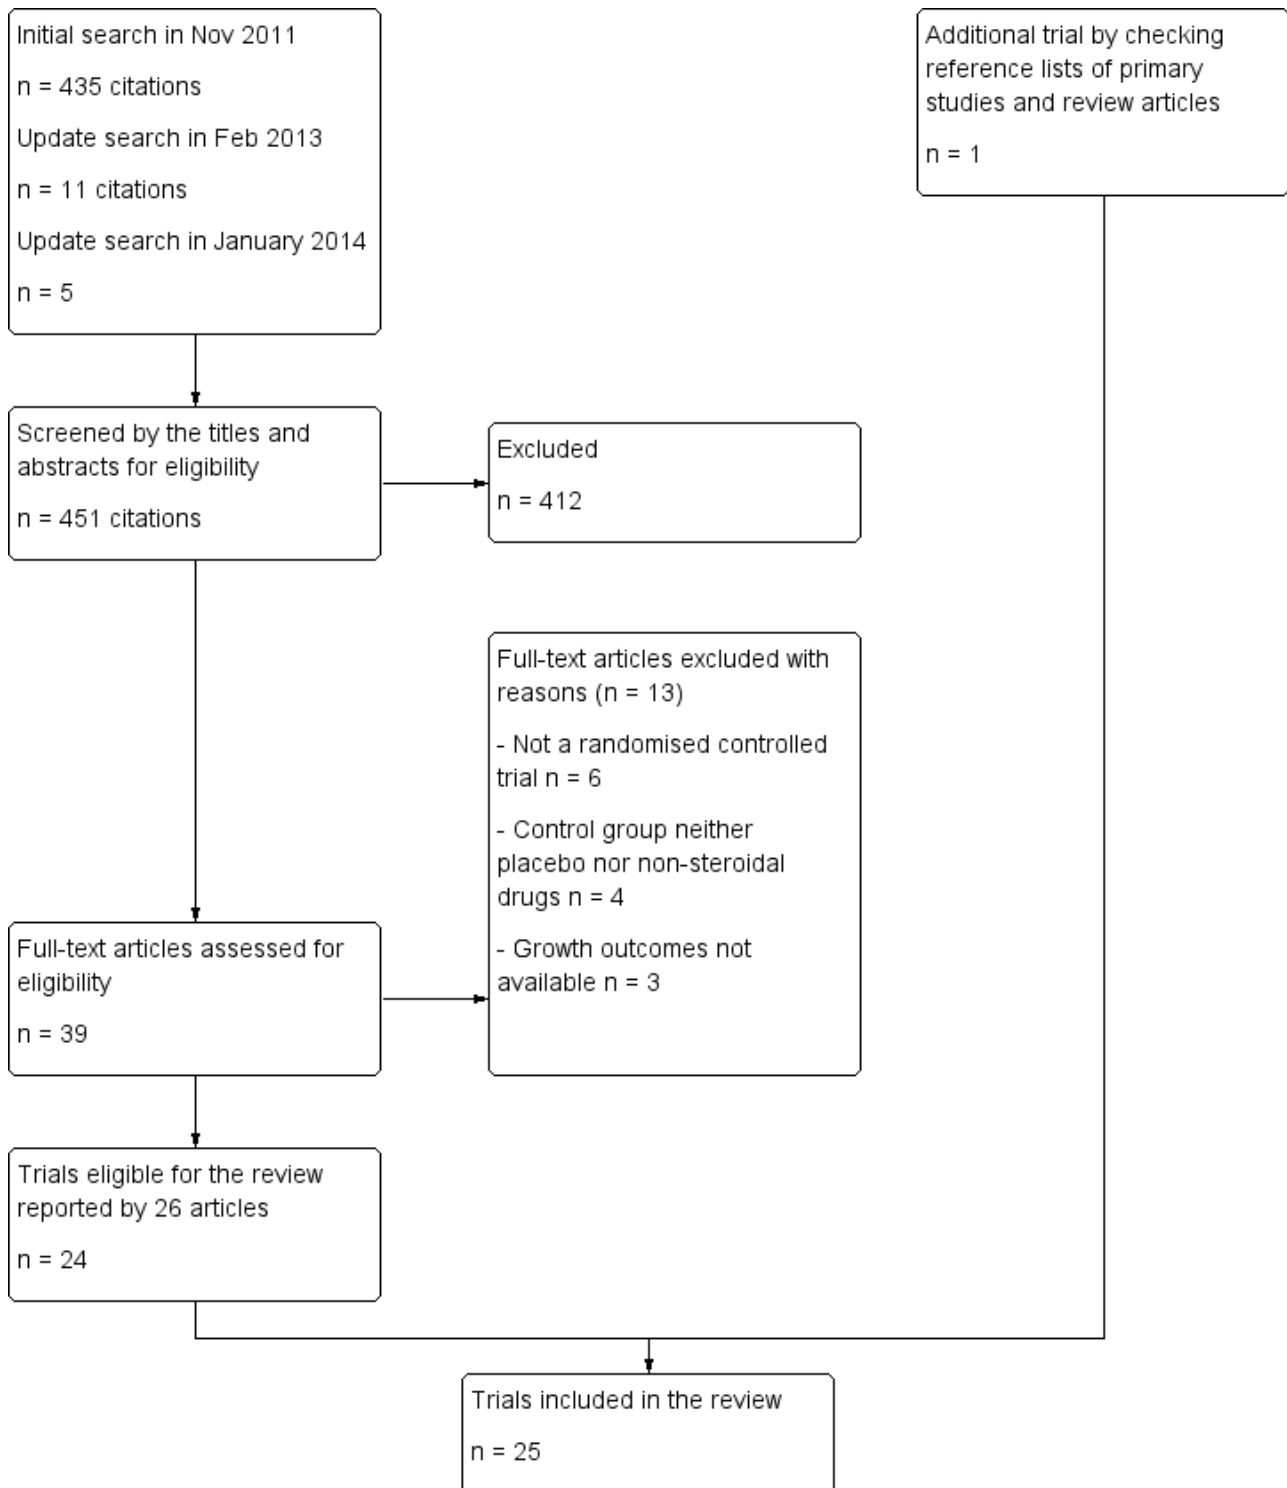 Initial search in Nov 2011
n = 435 citations
Update search in Feb 2013
n = 11 citations
Update search in January 2014
n = 5
Additional trial by checking
reference lists of primary
studies and review articles
n = 1
Screened by the titles and
abstracts for eligibility
n = 451 citations
Excluded
n = 412
Full-text articles excluded with
reasons (n = 13)
- Not a randomised controlled
trial n = 6
- Control group neither
placebo nor non-steroidal
drugs n = 4
- Growth outcomes not
available n = 3
Full-text articles assessed for
eligibility
n = 39
Trials eligible for the review
reported by 26 articles
n = 24
Trials included in the review
n = 25